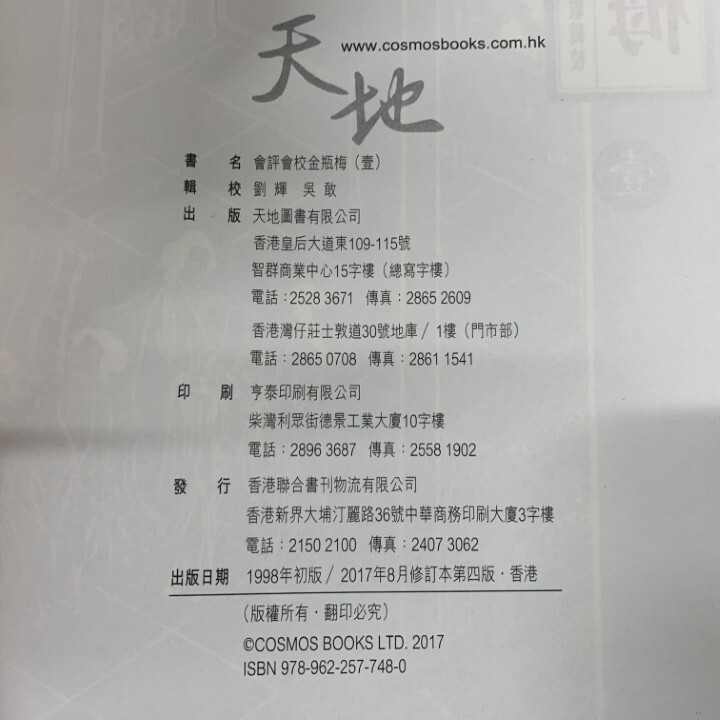 天地
www.cosmosbooks.com.hk
書 名 會評會校金瓶梅（壹）
輯 校 劉輝 吳敢
出 版 天地圖書有限公司
香港皇后大道東109-115號
智群商業中心15字樓（總寫字樓）
電話：2528 3671 傳真：2865 2609
香港灣仔莊士敦道30號地庫/ 1樓（門市部）
電話：2865 0708 傳真：2861 1541
印 刷 亨泰印刷有限公司
柴灣利眾街德景工業大廈10字樓
電話：2896 3687 傳真：2558 1902
發 行 香港聯合書刊物流有限公司
香港新界大埔汀麗路36號中華商務印刷大廈3字樓
電話：2150 2100 傳真：2407 3062
出版日期 1998年初版 / 2017年8月修訂本第四版·香港
（版權所有·翻印必究）
©COSMOS BOOKS LTD. 2017
ISBN 978-962-257-748-0